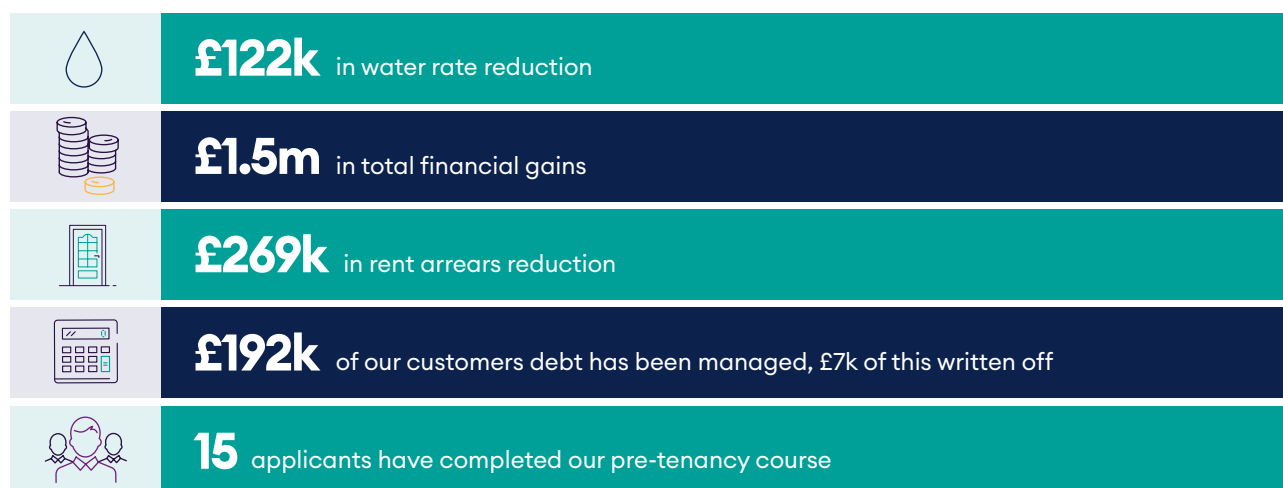 £122k in water rate reduction
£1.5m in total financial gains
£269k in rent arrears reduction
£192k of our customers debt has been managed, £7k of this written off
15 applicants have completed our pre-tenancy course